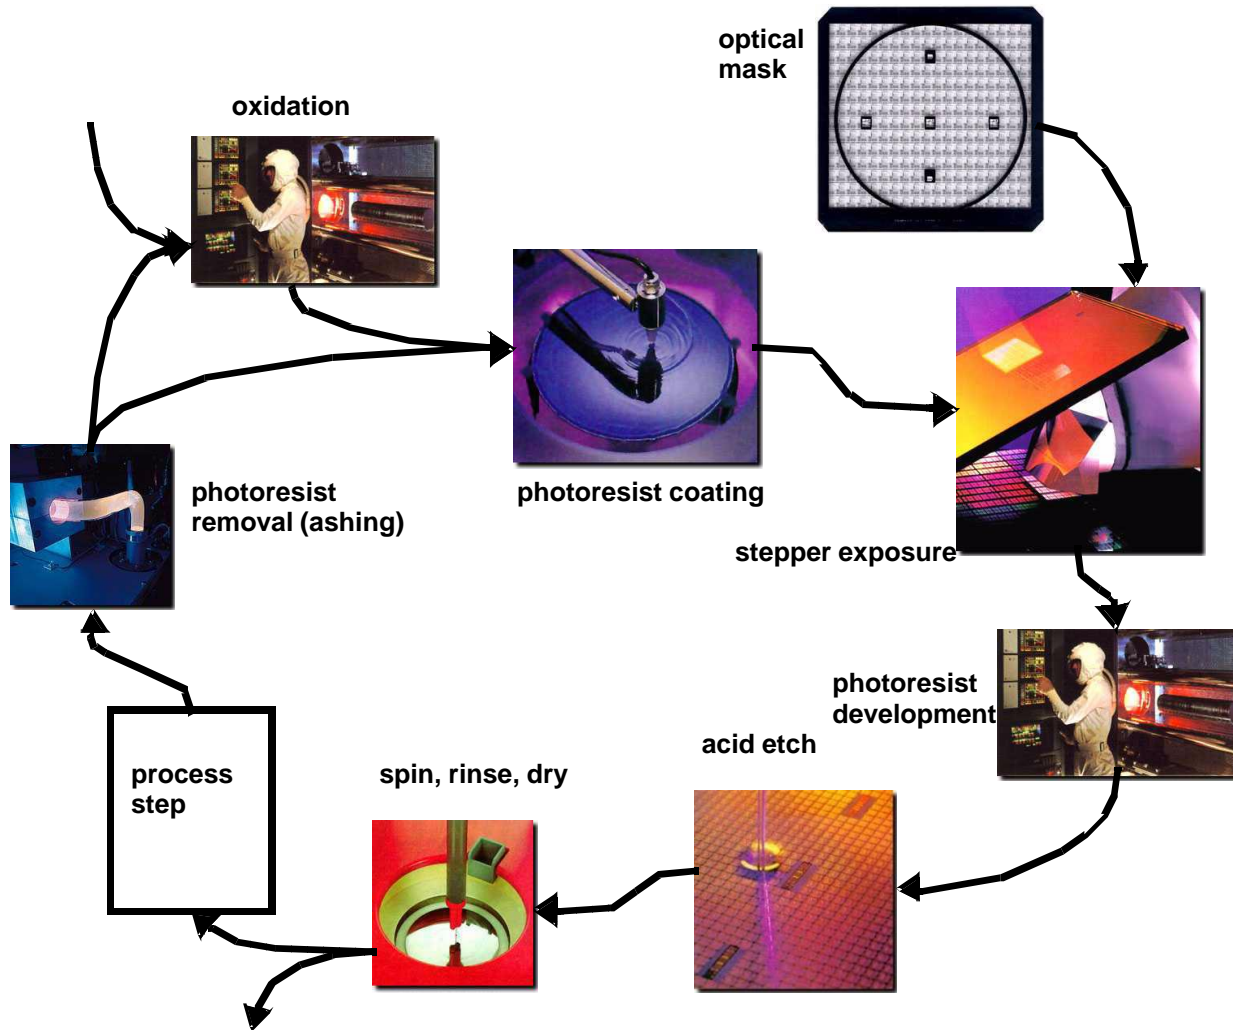 optical
mask
oxidation
photoresist
removal (ashing)
photoresist coating
stepper exposure
photoresist
development
acid etch
spin, rinse, dry
process
step